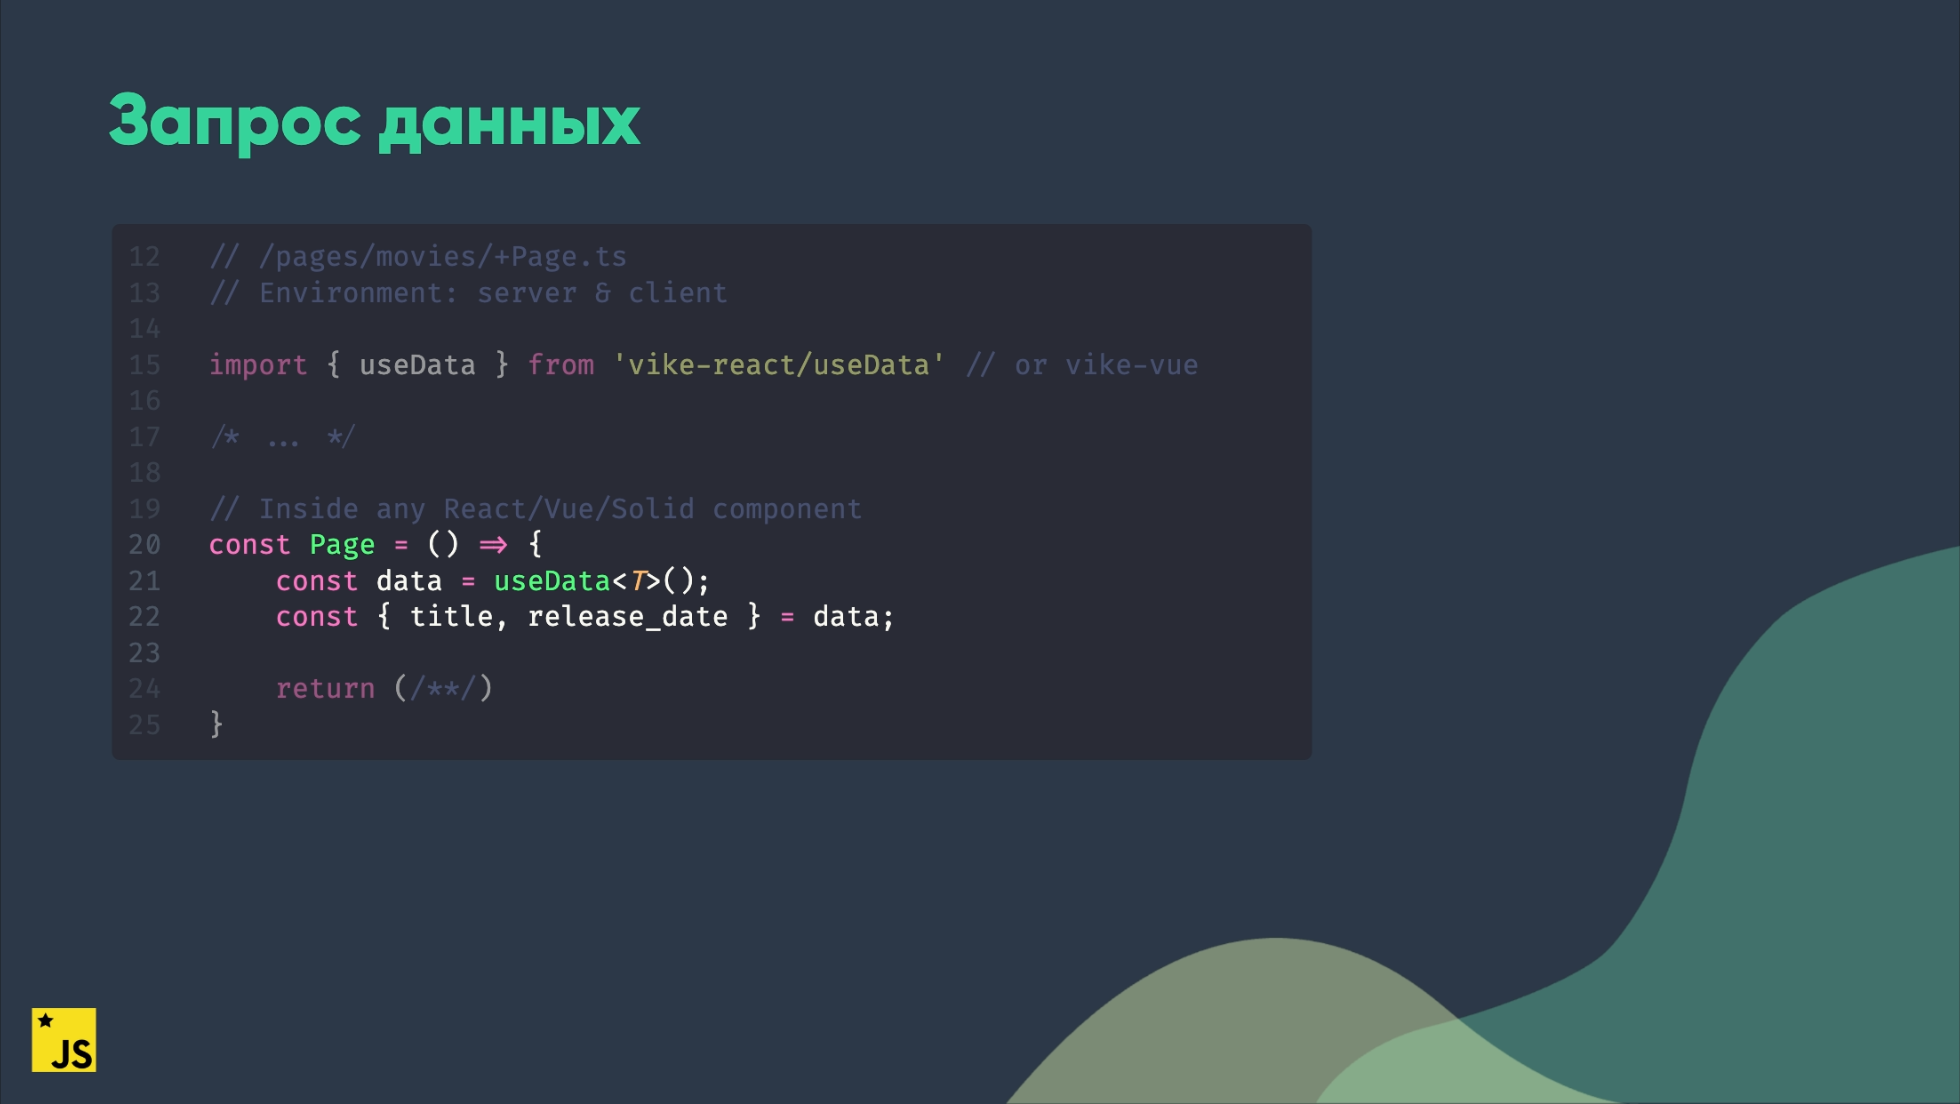 Запрос данных
12 // /pages/movies/+Page.ts
13 // Environment: server & client
14
15 import { useData } from 'vike-react/useData' // or vike-vue
16
17 /* ... */
18
19 // Inside any React/Vue/Solid component
20 const Page = () => {
21     const data = useData<T>();
22     const { title, release_date } = data;
23
24     return (/**/)
25 }
JS